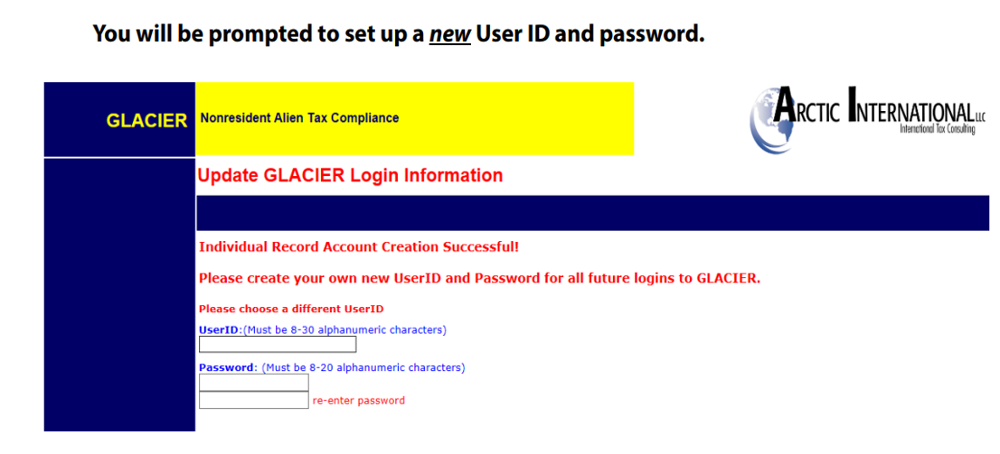 You will be prompted to set up a new User ID and password.
GLACIER
Nonresident Alien Tax Compliance
ARCTIC INTERNATIONAL LLC
International Tax Consulting
Update GLACIER Login Information
Individual Record Account Creation Successful!
Please create your own new UserID and Password for all future logins to GLACIER.
Please choose a different UserID
UserID:(Must be 8-30 alphanumeric characters)
Password: (Must be 8-20 alphanumeric characters)
re-enter password